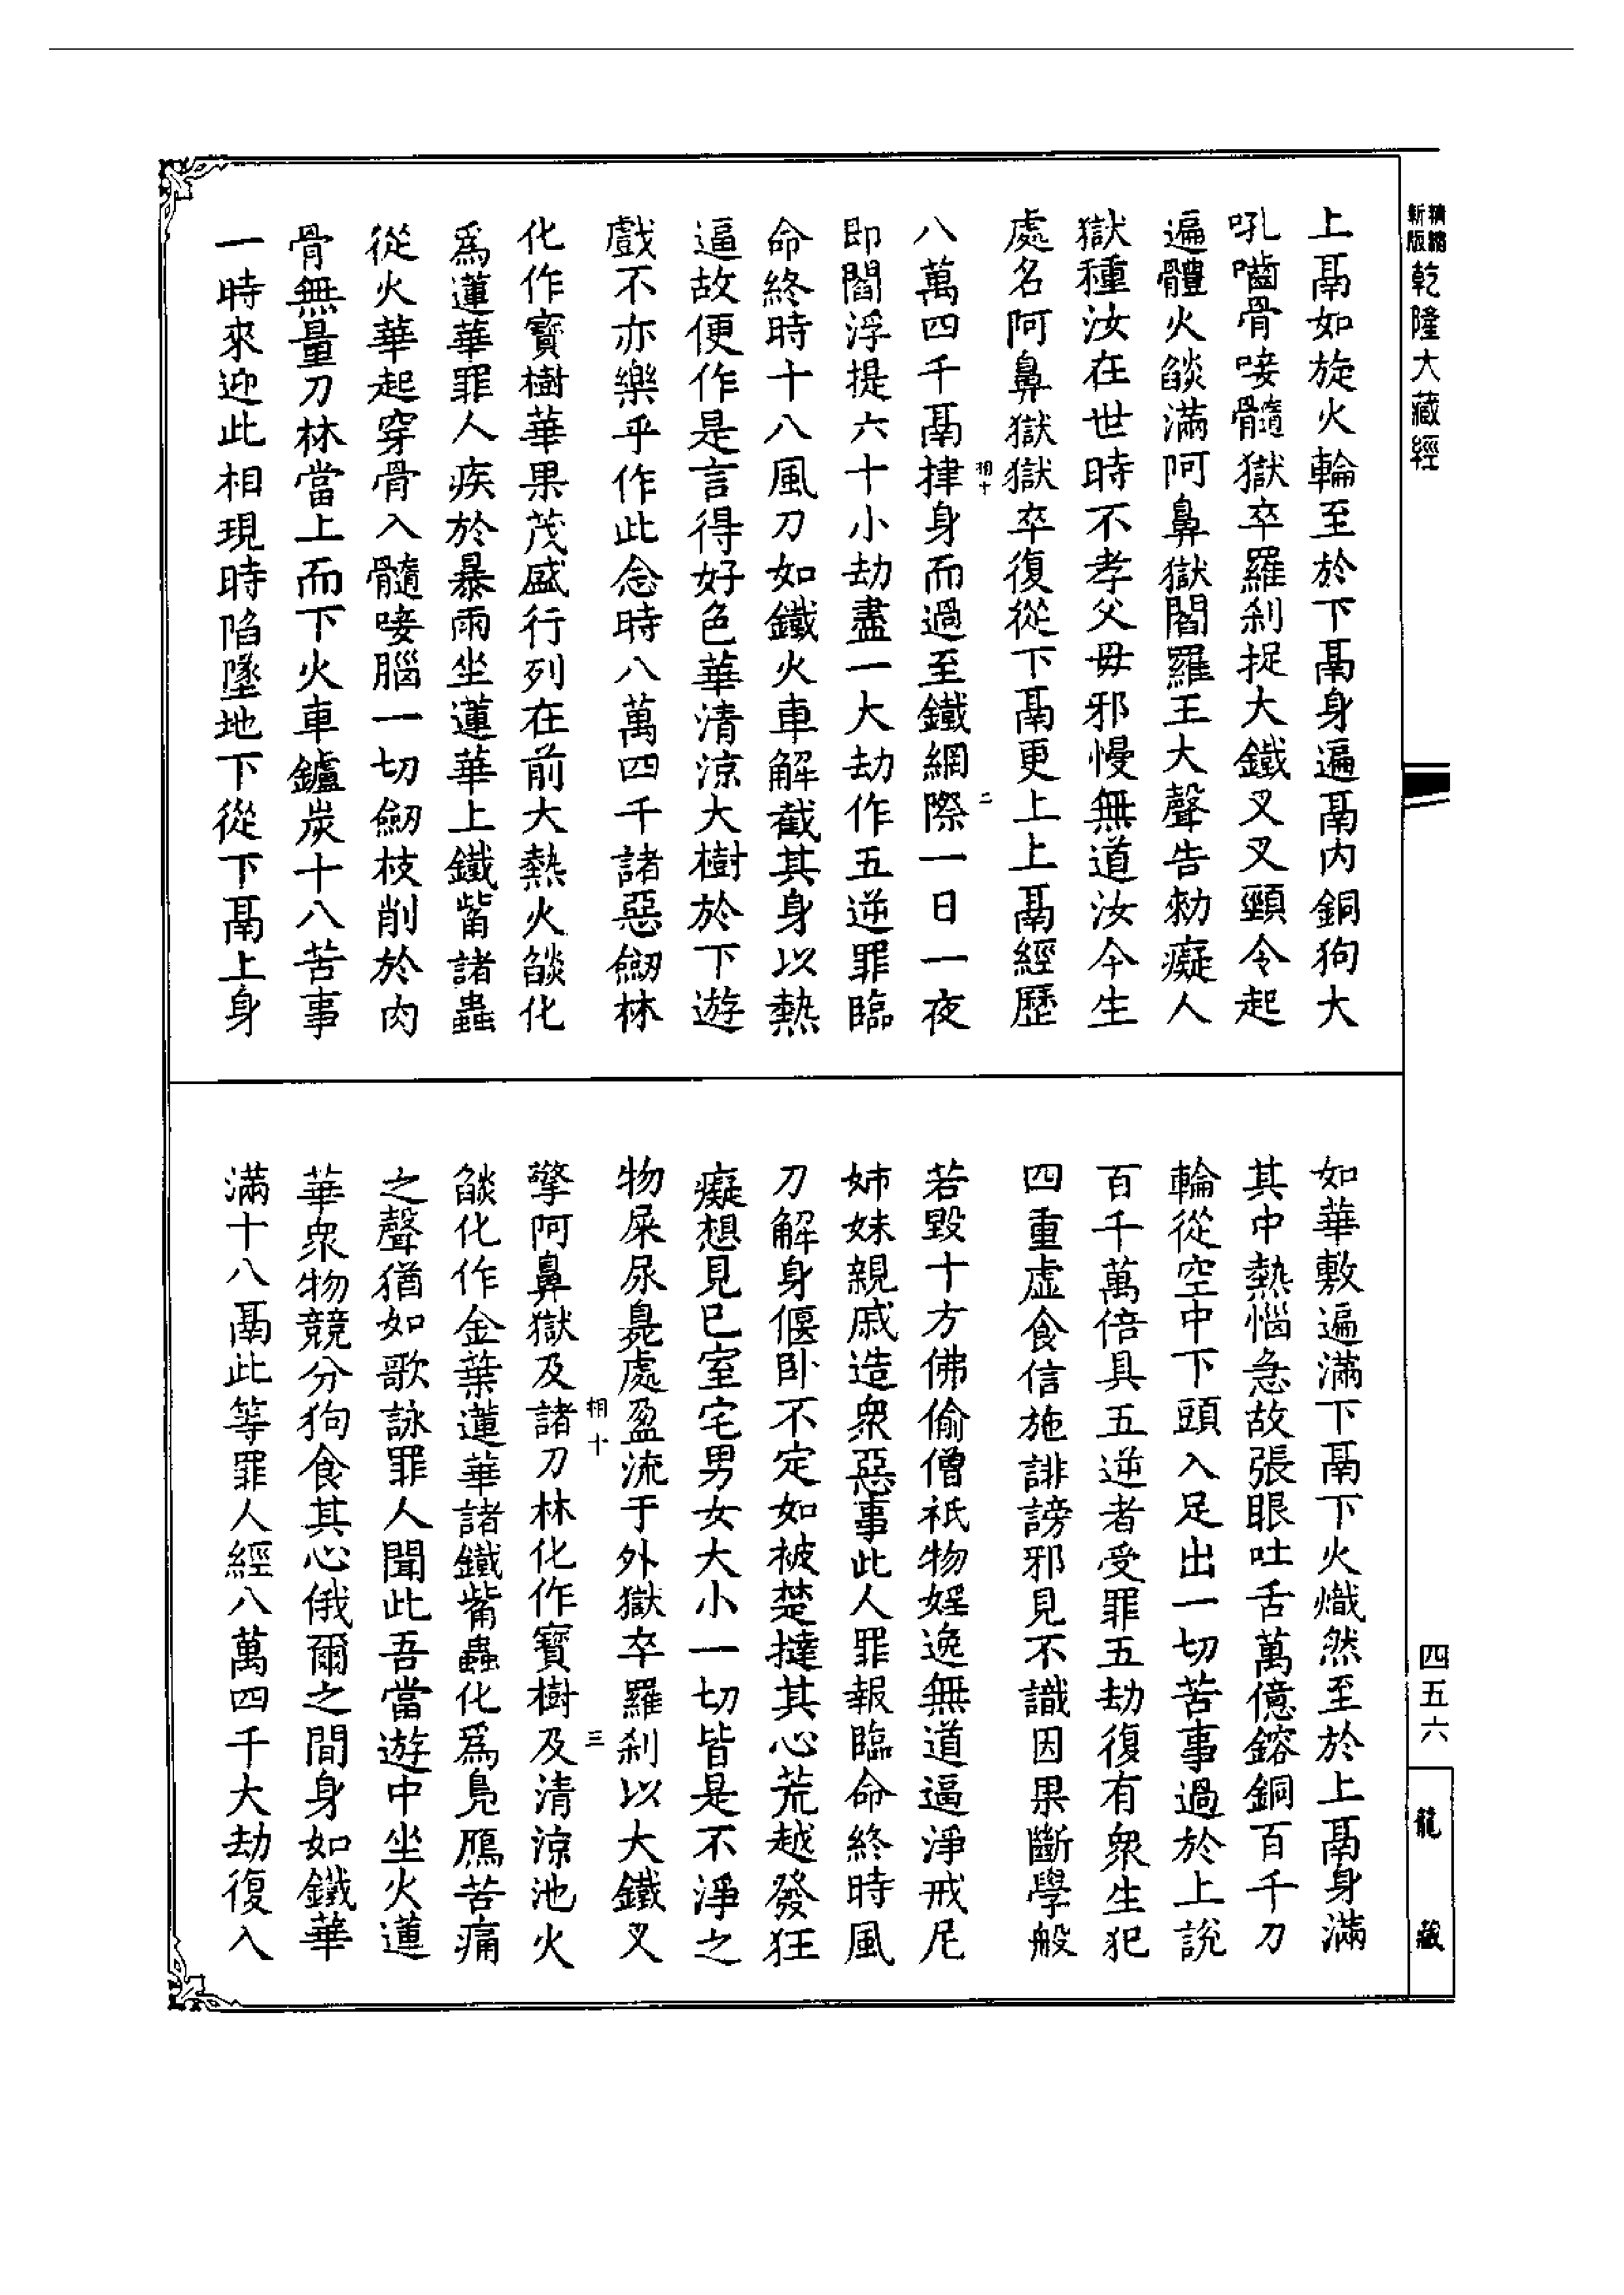 精縮新版乾隆大藏經
上鬲如旋火輪至於下鬲身遍鬲内銅狗大
吼嚙骨唼髓獄卒羅刹捉大鐵叉叉頸令起
遍體火燄滿阿鼻獄閻羅王大聲告勑癡人
獄種汝在世時不孝父母邪慢無道汝今生
處名阿鼻獄獄卒復從下鬲更上上鬲經歷
八萬四千鬲𢫦身而過至鐵網際一日一夜
相十 二
即閻浮提六十小劫盡一大劫作五逆罪臨
命終時十八風刀如鐵火車解截其身以熱
逼故便作是言得好色華清涼大樹於下遊
戲不亦樂乎作此念時八萬四千諸惡劒林
化作寶樹華果茂盛行列在前大熱火燄化
爲蓮華罪人疾於暴雨坐蓮華上鐵觜諸蟲
從火華起穿骨入髓唼腦一切劒枝削於肉
骨無量刀林當上而下火車鑪炭十八苦事
一時來迎此相現時陷墜地下從下鬲上身
如華敷遍滿下鬲下火熾然至於上鬲身滿
其中熱惱急故張眼吐舌萬億鎔銅百千刀
輪從空中下頭入足出一切苦事過於上說
百千萬倍具五逆者受罪五劫復有衆生犯
四重虛食信施誹謗邪見不識因果斷學般
若毀十方佛偷僧祇物婬逸無道逼淨戒尼
姉妹親戚造衆惡事此人罪報臨命終時風
刀解身偃卧不定如被楚撻其心荒越發狂
癡想見已室宅男女大小一切皆是不淨之
物屎尿臰處盈流于外獄卒羅刹以大鐵叉
相十 三
擎阿鼻獄及諸刀林化作寶樹及清涼池火
燄化作金葉蓮華諸鐵觜蟲化爲鳧鴈苦痛
之聲猶如歌詠罪人聞此吾當遊中坐火蓮
華衆物競分狗食其心俄爾之間身如鐵華
滿十八鬲此等罪人經八萬四千大劫復入
四五六
龍藏